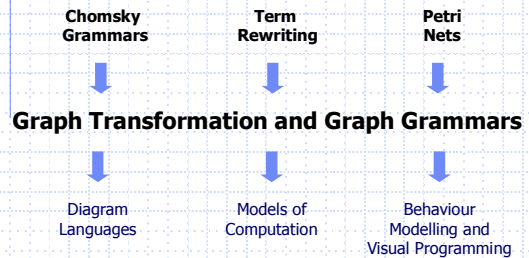 Chomsky
Grammars
Term
Rewriting
Petri
Nets
Graph Transformation and Graph Grammars
Diagram
Languages
Models of
Computation
Behaviour
Modelling and
Visual Programming